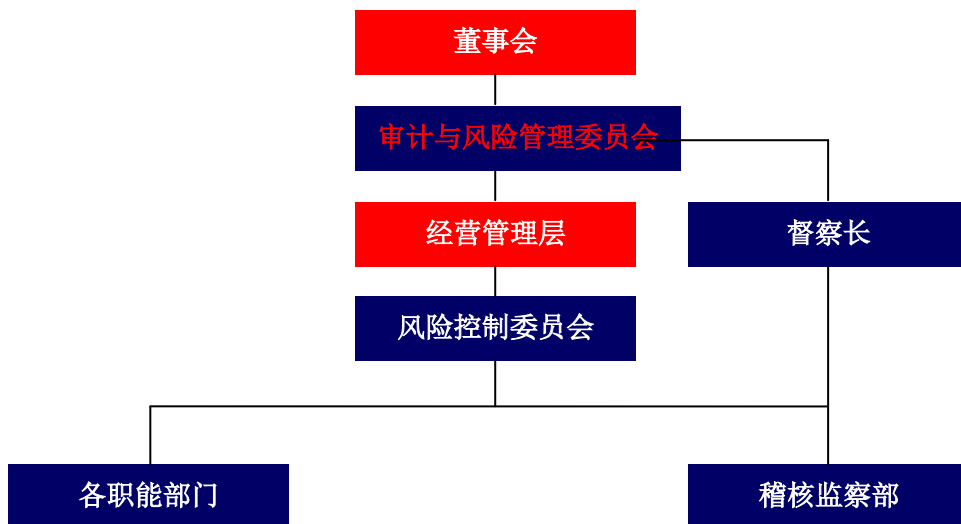 董事会
审计与风险管理委员会
经营管理层
督察长
风险控制委员会
各职能部门
稽核监察部